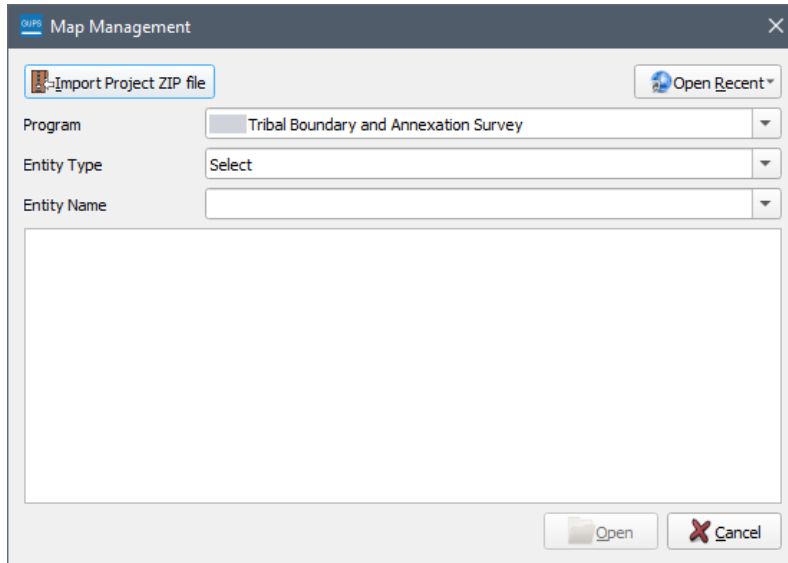 GUPS Map Management
Import Project ZIP file Open Recent
Program Tribal Boundary and Annexation Survey
Entity Type Select
Entity Name
Open Cancel